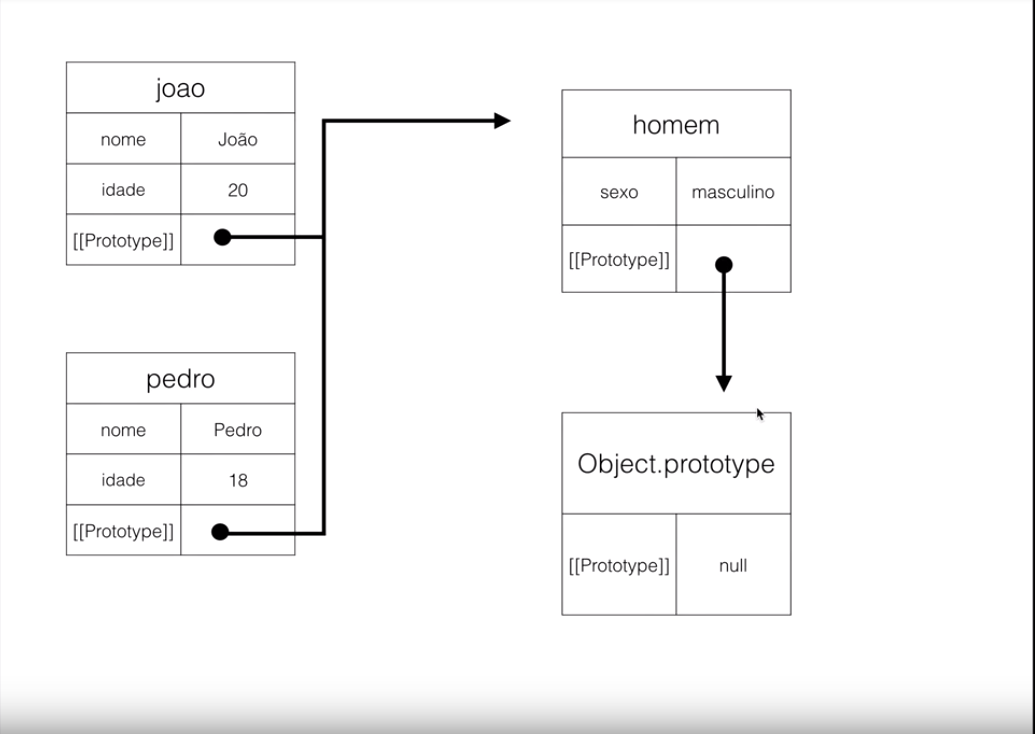 joao
nome João
idade 20
[[Prototype]]
pedro
nome Pedro
idade 18
[[Prototype]]
homem
sexo masculino
[[Prototype]]
Object.prototype
[[Prototype]] null